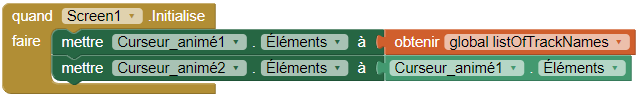 quand Screen1 .Initialise
faire mettre Curseur_animé1 . Éléments à obtenir global listOfTrackNames
mettre Curseur_animé2 . Éléments à Curseur_animé1 . Éléments